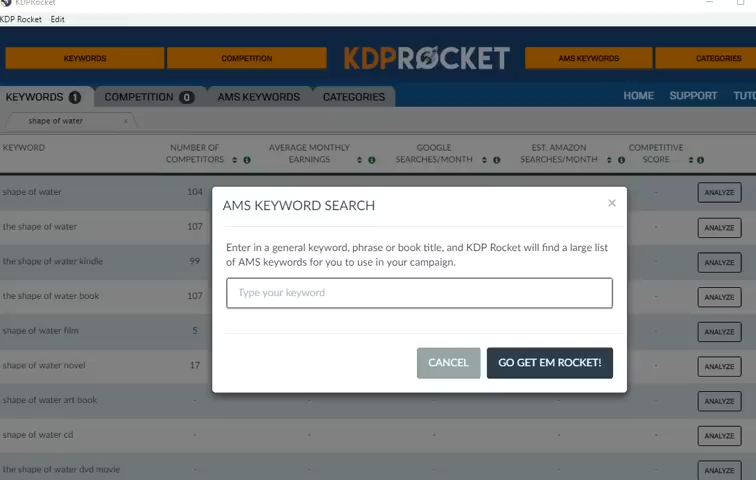 KDPRocket
KDP Rocket Edit
KEYWORDS COMPETITION KDPROCKET AMS KEYWORDS CATEGORIES
KEYWORDS 1 COMPETITION 0 AMS KEYWORDS CATEGORIES HOME SUPPORT TUTO
shape of water x
KEYWORD NUMBER OF COMPETITORS AVERAGE MONTHLY EARNINGS GOOGLE SEARCHES/MONTH EST. AMAZON SEARCHES/MONTH COMPETITIVE SCORE
shape of water 104 - ANALYZE
the shape of water 107 - ANALYZE
the shape of water kindle 99 - ANALYZE
the shape of water book 107 - ANALYZE
shape of water film 5 - ANALYZE
shape of water novel 17 - ANALYZE
shape of water art book - - - - - ANALYZE
shape of water cd - - - - - ANALYZE
the shape of water dvd movie - - - - - ANALYZE
AMS KEYWORD SEARCH ×
Enter in a general keyword, phrase or book title, and KDP Rocket will find a large list
of AMS keywords for you to use in your campaign.
Type your keyword
CANCEL GO GET EM ROCKET!